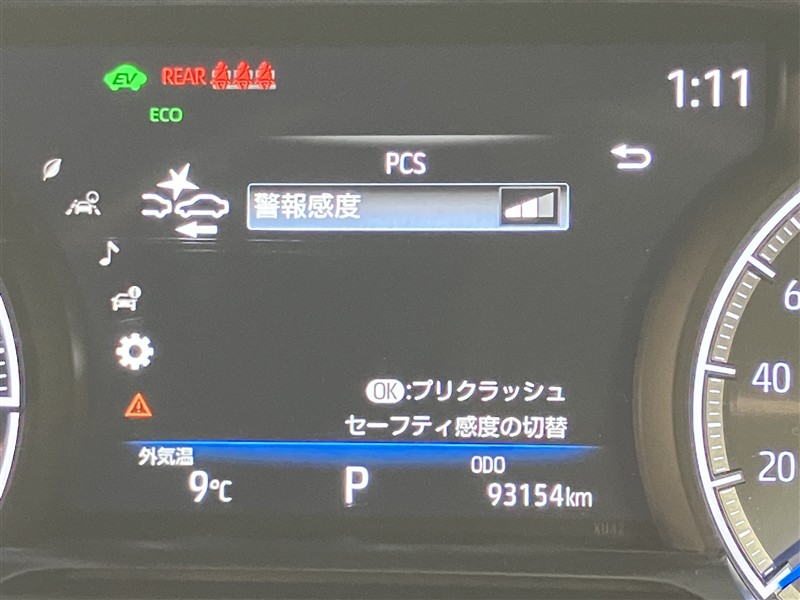 EV REAR
1:11
ECO
PCS
警報感度
OK:プリクラッシュ
セーフティ感度の切替
外気温
9℃
P
ODO
93154km
6
40
20